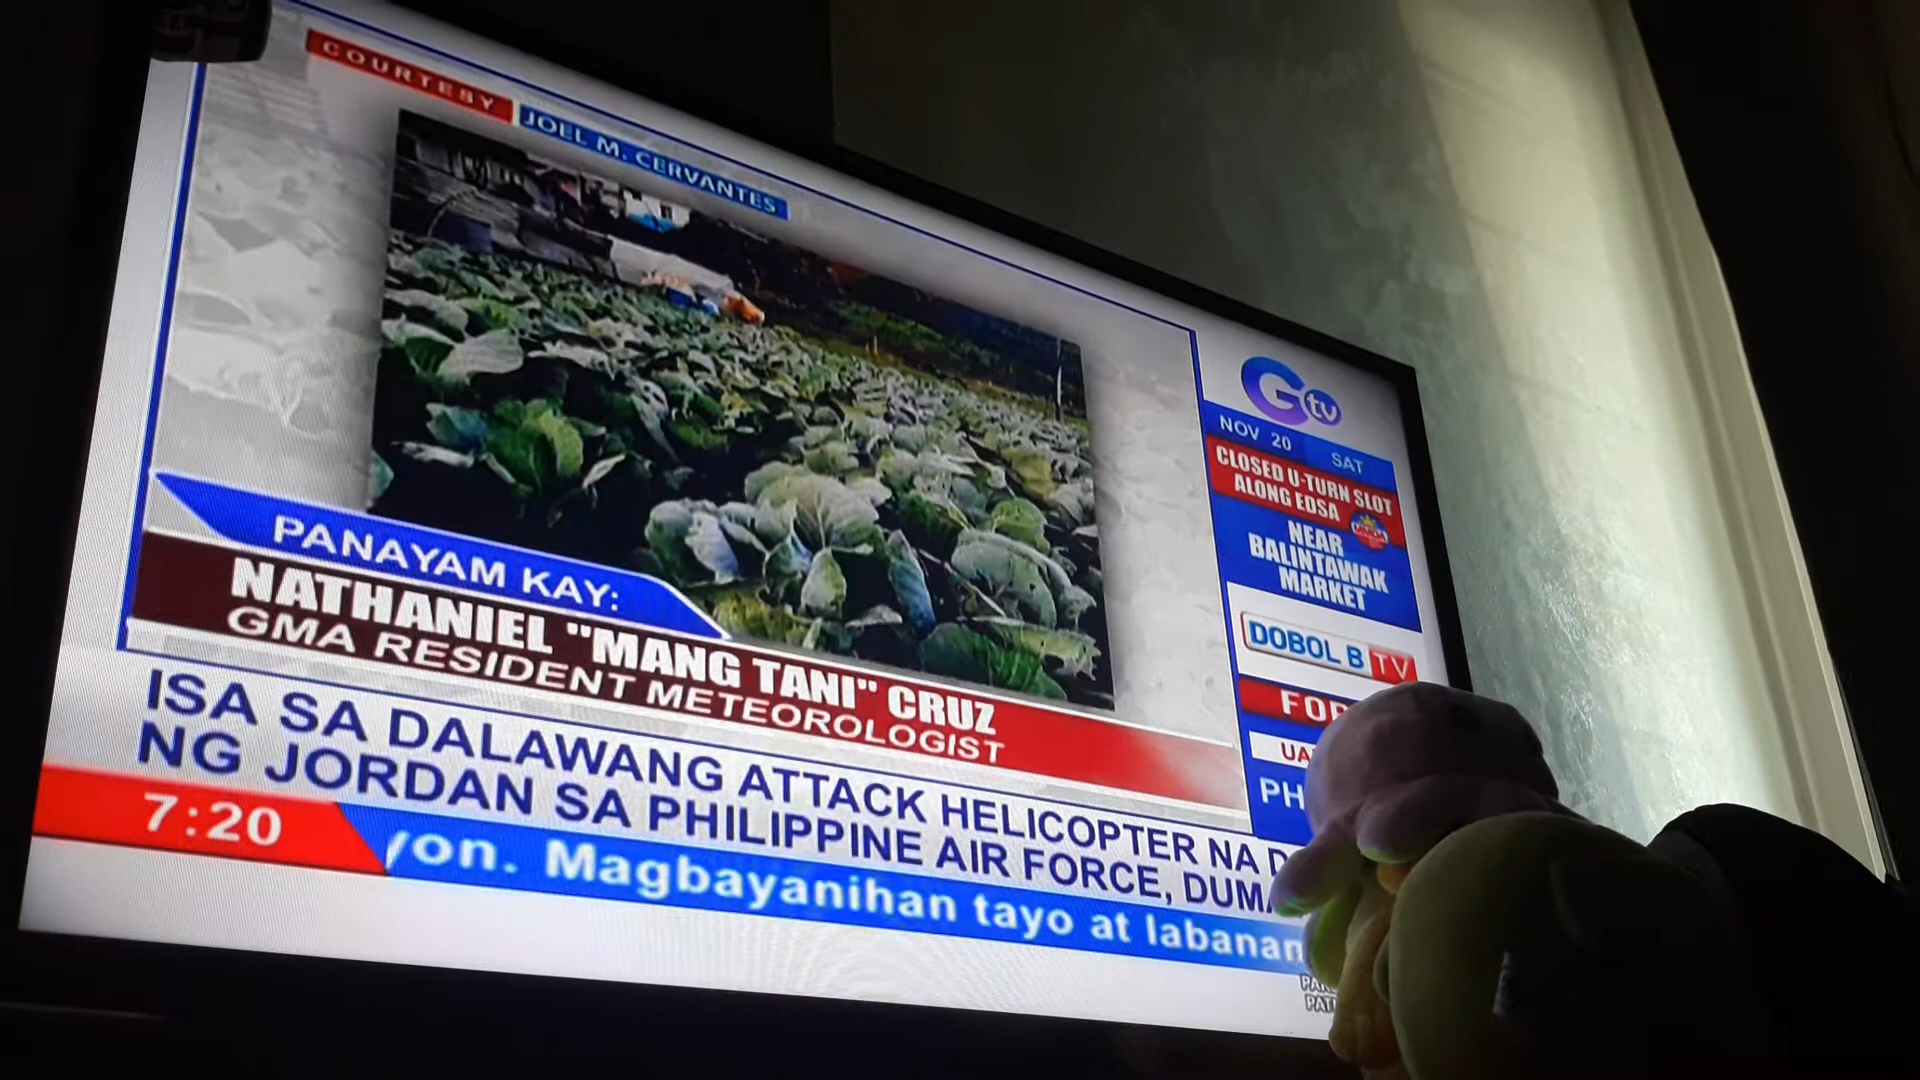 COURTESY JOEL M. CERVANTES
PANAYAM KAY:
NATHANIEL "MANG TANI" CRUZ
GMA RESIDENT METEOROLOGIST
ISA SA DALAWANG ATTACK HELICOPTER NA
NG JORDAN SA PHILIPPINE AIR FORCE,
7:20
Magbayanihan tayo at labanan
Gtv
NOV 20 SAT
CLOSED U-TURN SLOT
ALONG EDSA
NEAR
BALINTAWAK
MARKET
DOBOL B TV